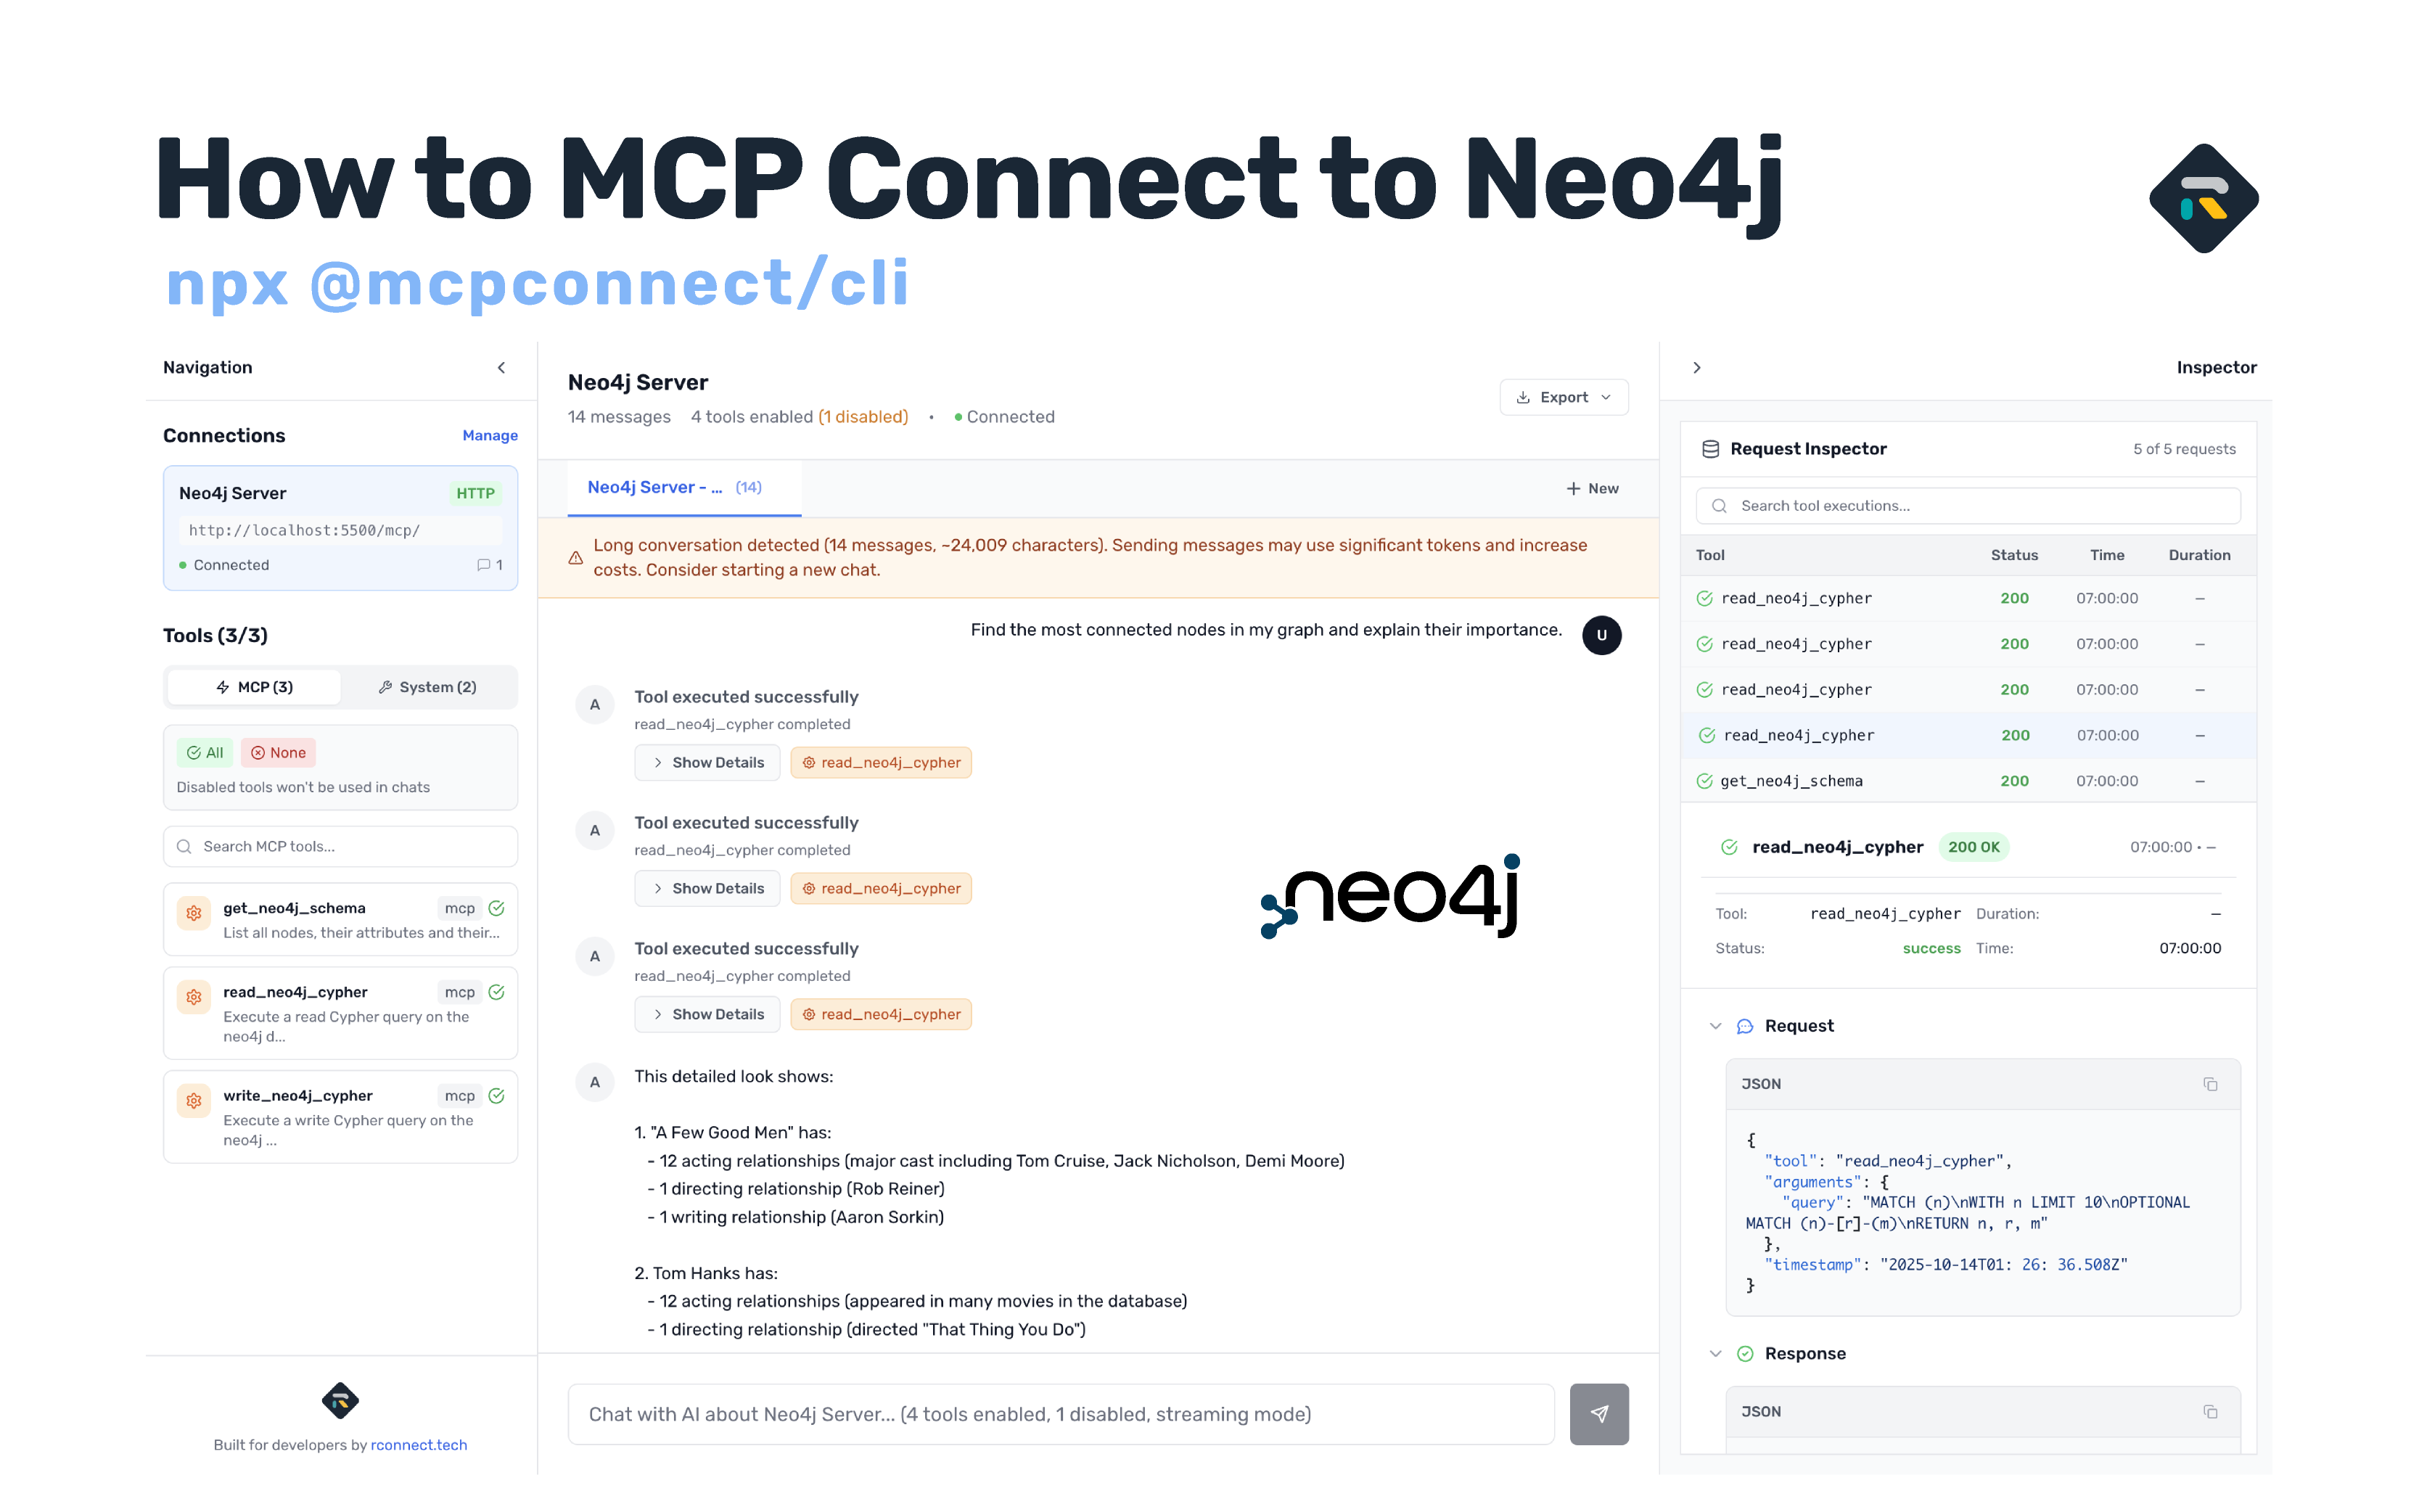 How to MCP Connect to Neo4j
npx @mcpconnect/cli
Navigation
Connections
Manage
Neo4j Server
HTTP
http://localhost:5500/mcp/
Connected
1
Tools (3/3)
MCP (3)
System (2)
All
None
Disabled tools won't be used in chats
Search MCP tools...
get_neo4j_schema
mcp
List all nodes, their attributes and their...
read_neo4j_cypher
mcp
Execute a read Cypher query on the
neo4j d...
write_neo4j_cypher
mcp
Execute a write Cypher query on the
neo4j ...
Built for developers by rconnect.tech
Neo4j Server
14 messages 4 tools enabled (1 disabled) • Connected
Export
Neo4j Server - ... (14)
+ New
Long conversation detected (14 messages, ~24,009 characters). Sending messages may use significant tokens and increase
costs. Consider starting a new chat.
Find the most connected nodes in my graph and explain their importance.
U
A
Tool executed successfully
read_neo4j_cypher completed
Show Details
read_neo4j_cypher
A
Tool executed successfully
read_neo4j_cypher completed
Show Details
read_neo4j_cypher
A
Tool executed successfully
read_neo4j_cypher completed
Show Details
read_neo4j_cypher
neo4j
A
This detailed look shows:
1. "A Few Good Men" has:
- 12 acting relationships (major cast including Tom Cruise, Jack Nicholson, Demi Moore)
- 1 directing relationship (Rob Reiner)
- 1 writing relationship (Aaron Sorkin)
2. Tom Hanks has:
- 12 acting relationships (appeared in many movies in the database)
- 1 directing relationship (directed "That Thing You Do")
Chat with AI about Neo4j Server... (4 tools enabled, 1 disabled, streaming mode)
Inspector
Request Inspector
5 of 5 requests
Search tool executions...
Tool Status Time Duration
read_neo4j_cypher 200 07:00:00 –
read_neo4j_cypher 200 07:00:00 –
read_neo4j_cypher 200 07:00:00 –
read_neo4j_cypher 200 07:00:00 –
get_neo4j_schema 200 07:00:00 –
read_neo4j_cypher 200 OK 07:00:00 • –
Tool: read_neo4j_cypher Duration: –
Status: success Time: 07:00:00
Request
JSON
{
"tool": "read_neo4j_cypher",
"arguments": {
"query": "MATCH (n)\nWITH n LIMIT 10\nOPTIONAL
MATCH (n)-[r]-(m)\nRETURN n, r, m"
},
"timestamp": "2025-10-14T01: 26: 36.508Z"
}
Response
JSON